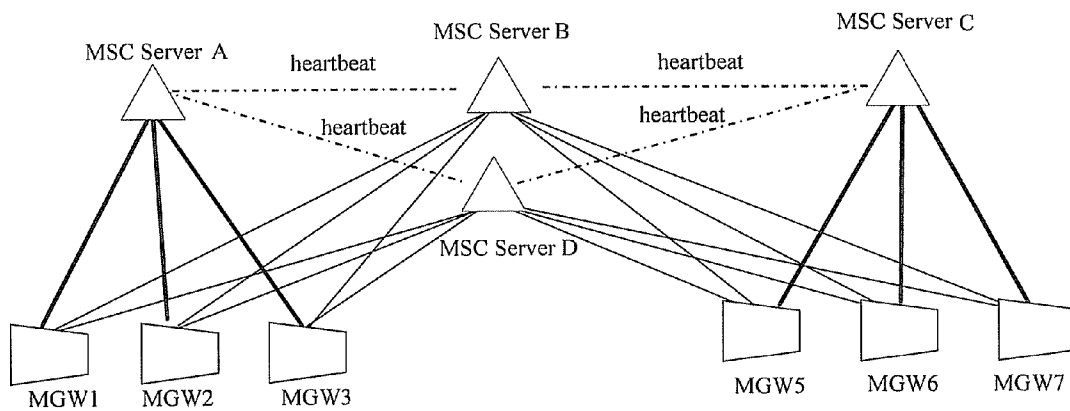 MSC Server A
MSC Server B
MSC Server C
heartbeat
heartbeat
heartbeat
heartbeat
MSC Server D
MGW1
MGW2
MGW3
MGW5
MGW6
MGW7